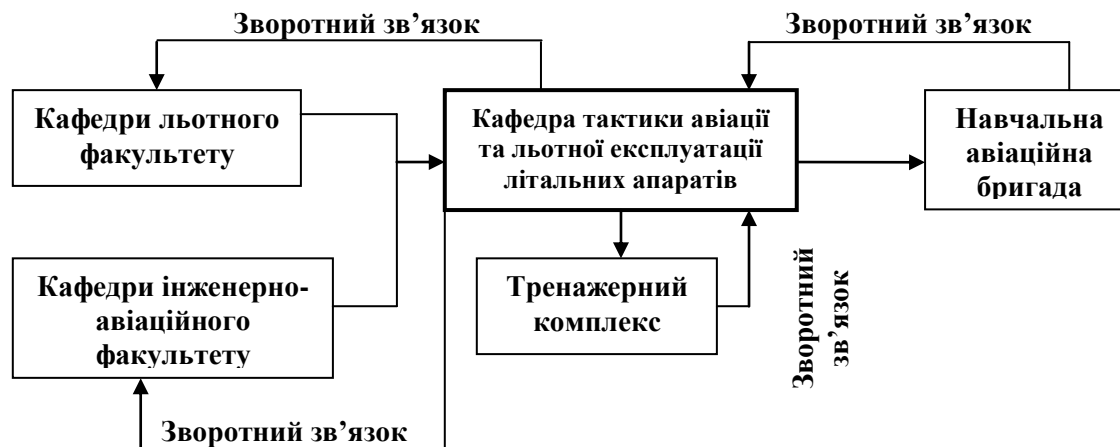 Зворотний зв’язок
Зворотний зв’язок
Кафедри льотного
факультету
Кафедра тактики авіації
та льотної експлуатації
літальних апаратів
Навчальна
авіаційна
бригада
Кафедри інженерно-
авіаційного
факультету
Тренажерний
комплекс
Зворотний
зв’язок
Зворотний зв’язок